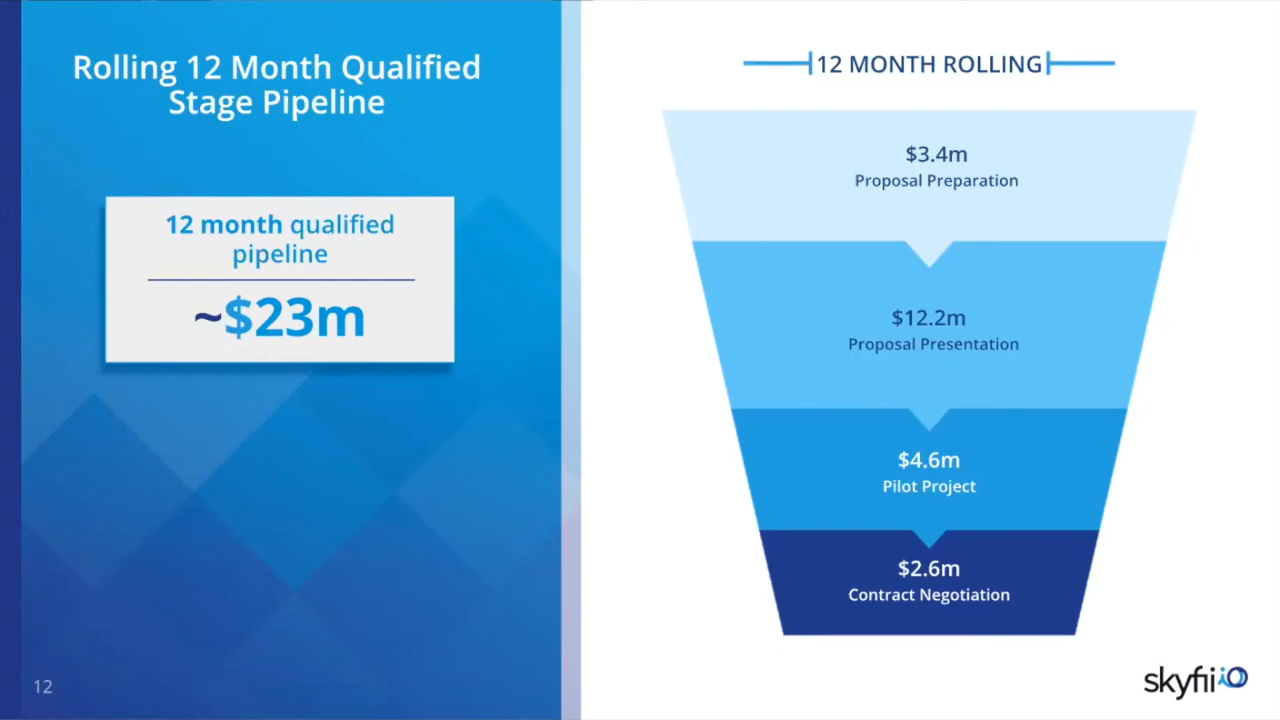 Rolling 12 Month Qualified
Stage Pipeline
12 month qualified
pipeline
~$23m
12
12 MONTH ROLLING
$3.4m
Proposal Preparation
$12.2m
Proposal Presentation
$4.6m
Pilot Project
$2.6m
Contract Negotiation
skyfii iO